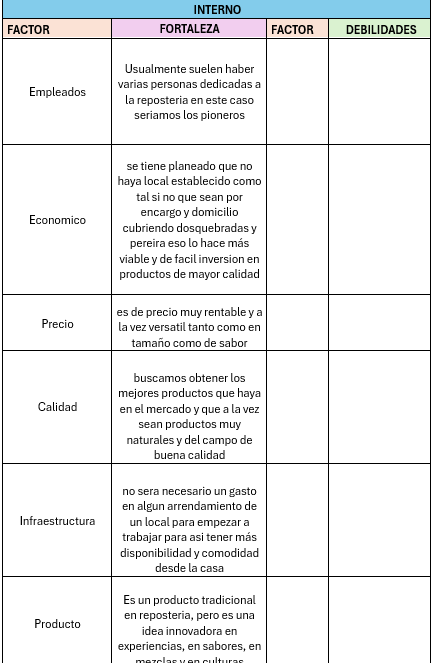 INTERNO
FACTOR FORTALEZA FACTOR DEBILIDADES
Empleados
Usualmente suelen haber
varias personas dedicadas a
la reposteria en este caso
seriamos los pioneros
Economico
se tiene planeado que no
haya local establecido como
tal si no que sean por
encargo y domicilio
cubriendo dosquebradas y
pereira eso lo hace más
viable y de facil inversion en
productos de mayor calidad
Precio
es de precio muy rentable y a
la vez versatil tanto como en
tamaño como de sabor
Calidad
buscamos obtener los
mejores productos que haya
en el mercado y que a la vez
sean productos muy
naturales y del campo de
buena calidad
Infraestructura
no sera necesario un gasto
en algun arrendamiento de
un local para empezar a
trabajar para asi tener más
disponibilidad y comodidad
desde la casa
Producto
Es un producto tradicional
en reposteria, pero es una
idea innovadora en
experiencias, en sabores, en
mezclas y en culturas